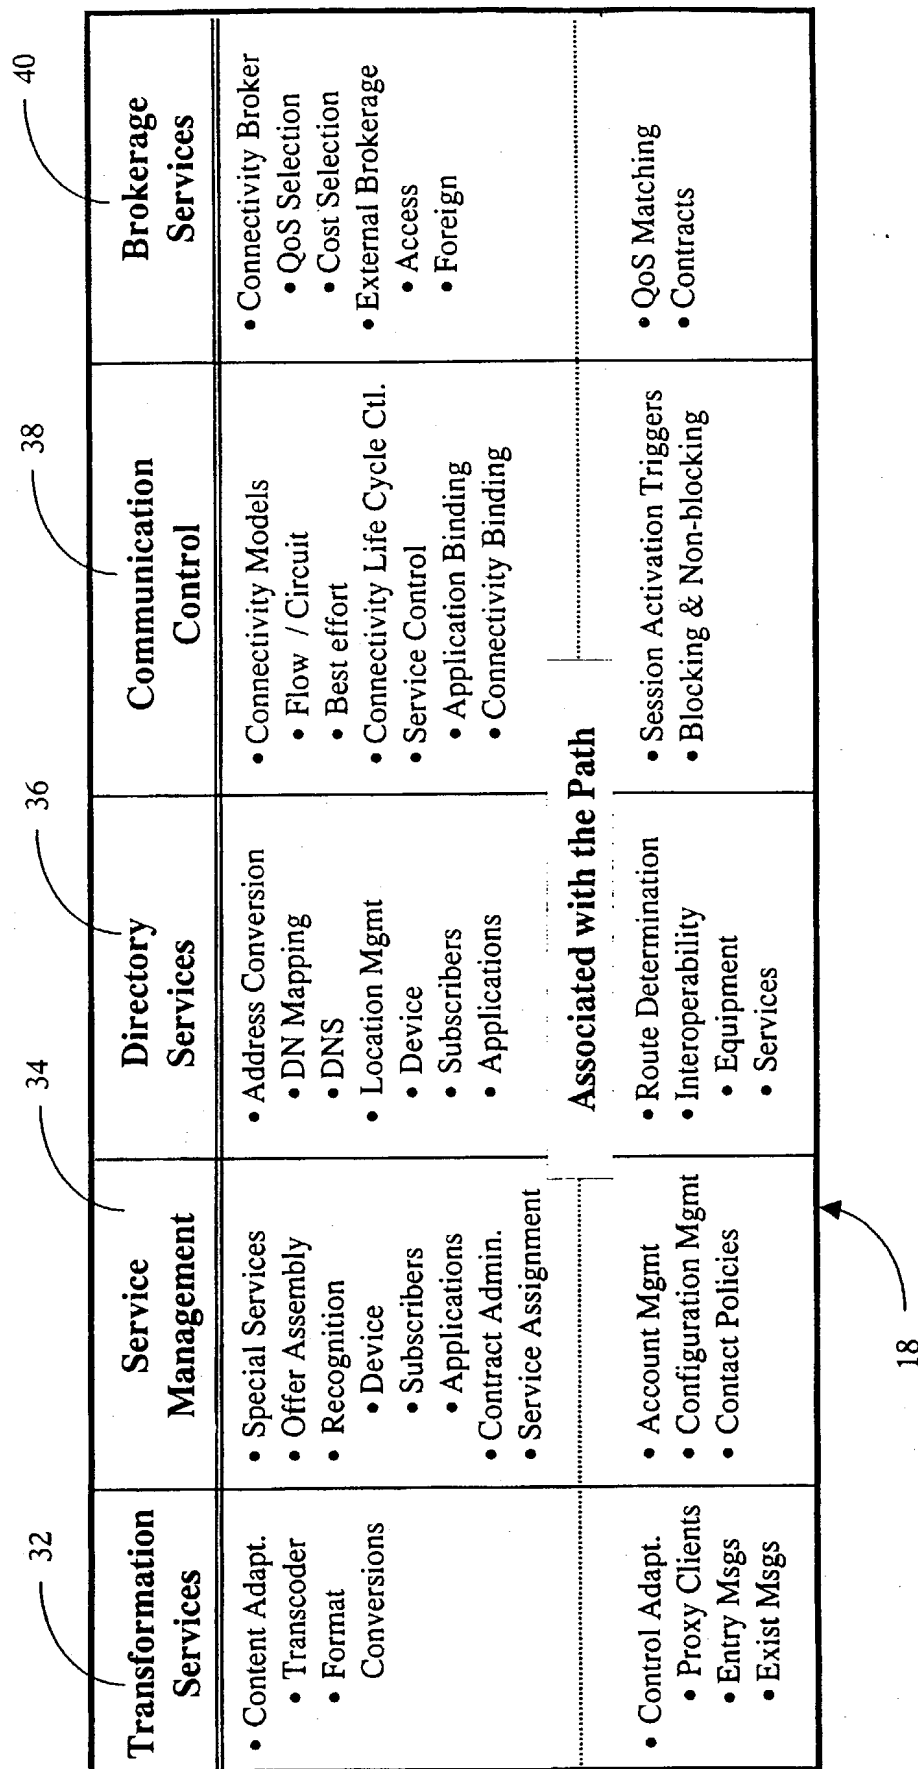 32
34
36
38
40
Transformation
Services
Service
Management
Directory
Services
Communication
Control
Brokerage
Services
• Content Adapt.
• Transcoder
• Format
Conversions
• Special Services
• Offer Assembly
• Recognition
• Device
• Subscribers
• Applications
• Contract Admin.
• Service Assignment
• Address Conversion
• DN Mapping
• DNS
• Location Mgmt
• Device
• Subscribers
• Applications
• Connectivity Models
• Flow / Circuit
• Best effort
• Connectivity Life Cycle Ctl.
• Service Control
• Application Binding
• Connectivity Binding
• Connectivity Broker
• QoS Selection
• Cost Selection
• External Brokerage
• Access
• Foreign
Associated with the Path
• Control Adapt.
• Proxy Clients
• Entry Msgs
• Exist Msgs
• Account Mgmt
• Configuration Mgmt
• Contact Policies
• Route Determination
• Interoperability
• Equipment
• Services
• Session Activation Triggers
• Blocking & Non-blocking
• QoS Matching
• Contracts
18